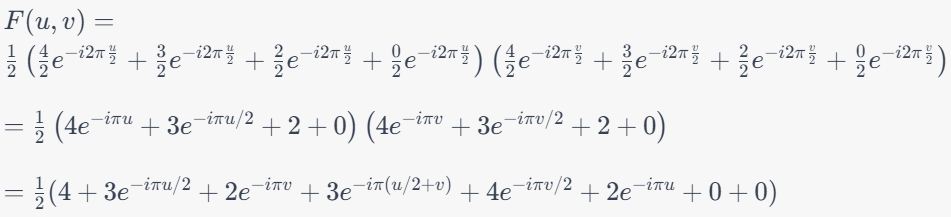 F(u, v) =
1/2 (4/2 e^{-i2π u/2} + 3/2 e^{-i2π u/2} + 2/2 e^{-i2π u/2} + 0/2 e^{-i2π u/2}) (4/2 e^{-i2π v/2} + 3/2 e^{-i2π v/2} + 2/2 e^{-i2π v/2} + 0/2 e^{-i2π v/2})
= 1/2 (4e^{-iπu} + 3e^{-iπu/2} + 2 + 0) (4e^{-iπv} + 3e^{-iπv/2} + 2 + 0)
= 1/2 (4 + 3e^{-iπu/2} + 2e^{-iπv} + 3e^{-iπ(u/2+v)} + 4e^{-iπv/2} + 2e^{-iπu} + 0 + 0)